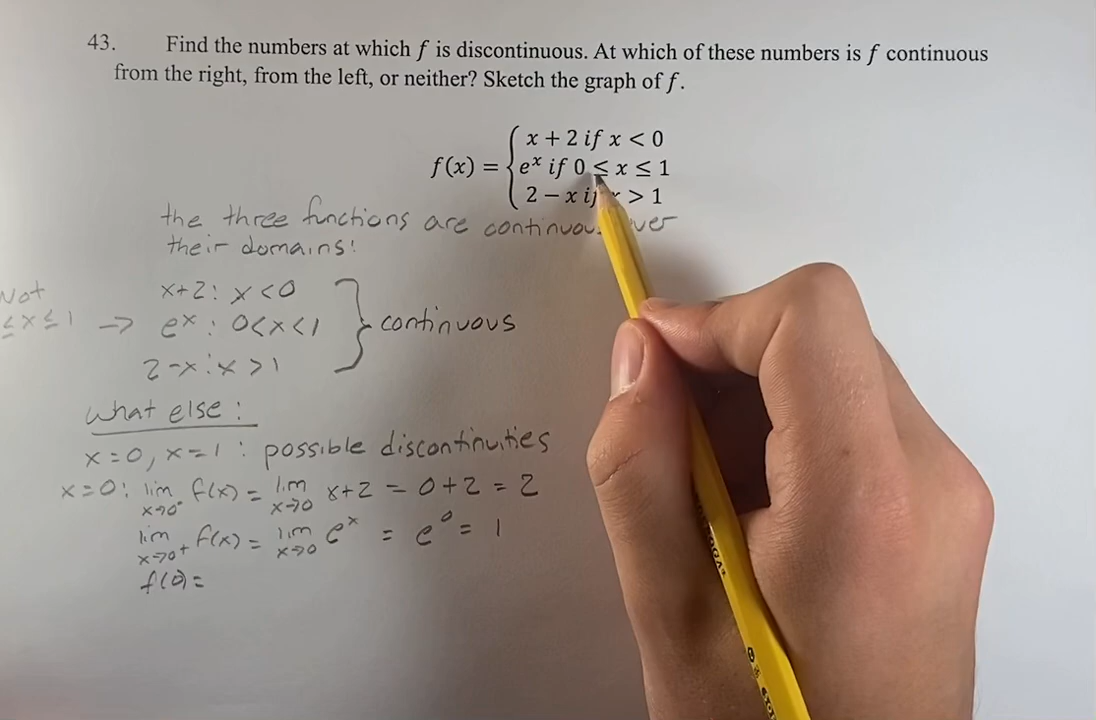 43. Find the numbers at which f is discontinuous. At which of these numbers is f continuous
from the right, from the left, or neither? Sketch the graph of f.
x + 2 if x < 0
f(x) = { e^x if 0 ≤ x ≤ 1
2 − x if x > 1
the three functions are
their domains!
x+2: x < 0
Not
≤ x ≤ 1 → e^x : 0<x<1 } continuous
2-x : x > 1
What else :
x=0, x=1 : possible discontinuities
x=0: lim x→0⁻ f(x) = lim x→0 x+2 = 0+2 = 2
lim x→0⁺ f(x) = lim x→0 e^x = e^0 = 1
f(0) =